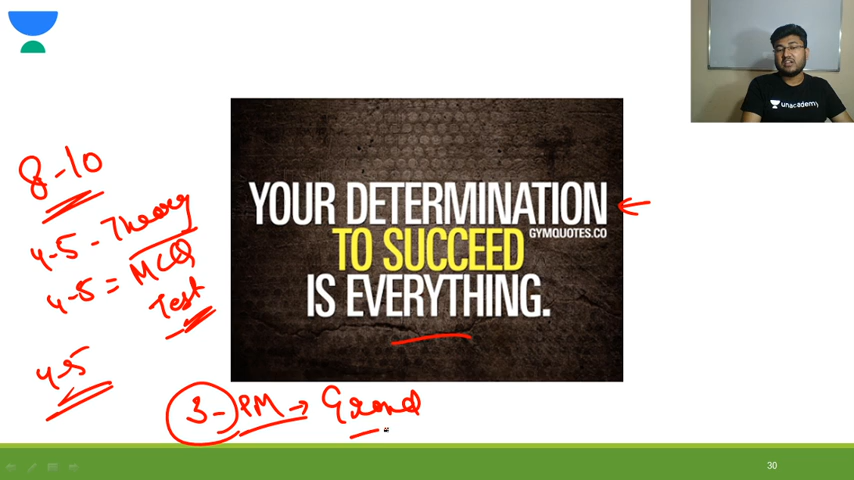 unacademy
8-10
4-5 - Theory
4-5 = MCQ
Test
4-5
YOUR DETERMINATION
GYMQUOTES.CO
TO SUCCEED
IS EVERYTHING.
3- PM → Grand
30